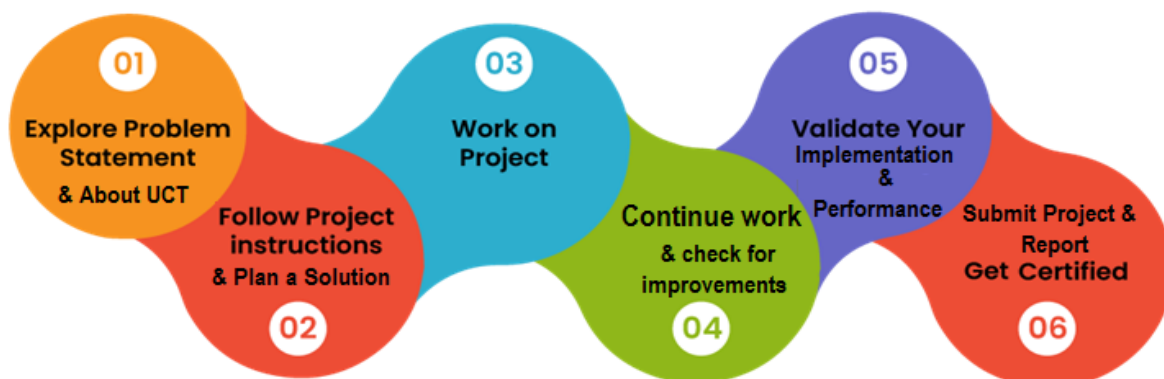 01
Explore Problem
Statement
& About UCT
Follow Project
instructions
& Plan a Solution
02
03
Work on
Project
Continue work
& check for
improvements
04
05
Validate Your
Implementation
&
Performance
Submit Project &
Report
Get Certified
06